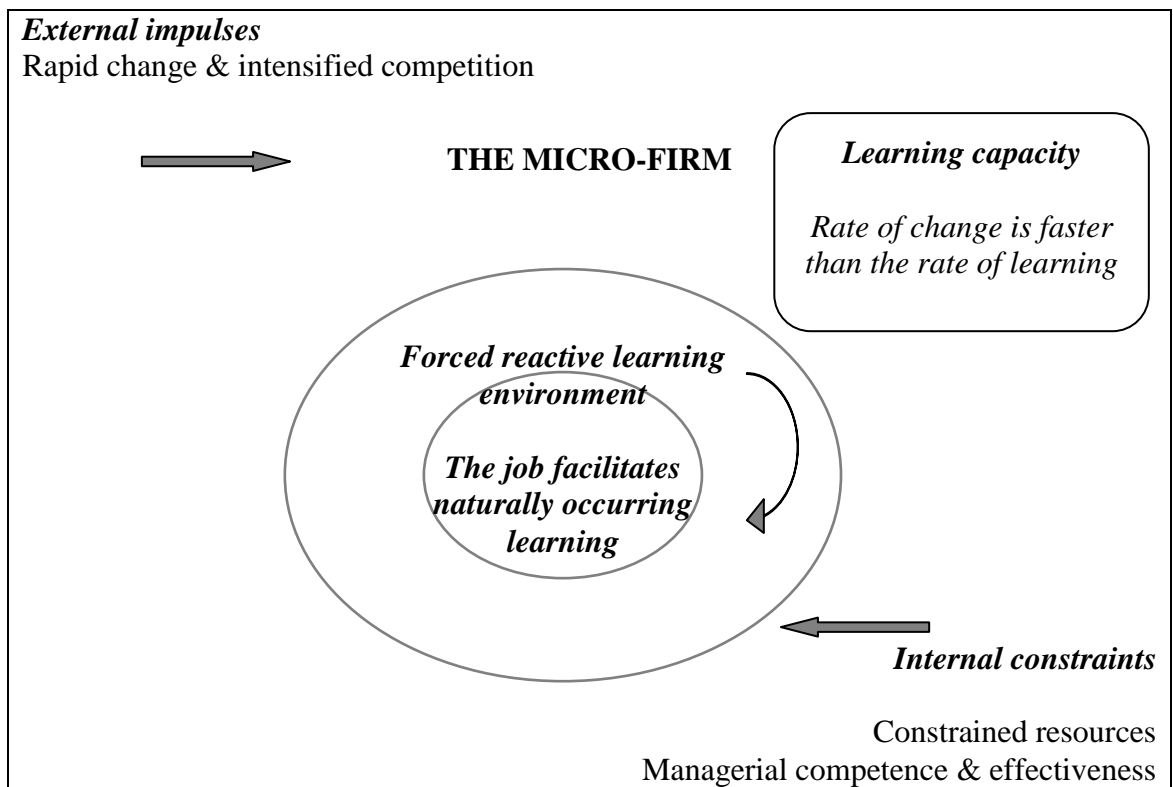 External impulses
Rapid change & intensified competition
THE MICRO-FIRM
Learning capacity
Rate of change is faster
than the rate of learning
Forced reactive learning
environment
The job facilitates
naturally occurring
learning
Internal constraints
Constrained resources
Managerial competence & effectiveness